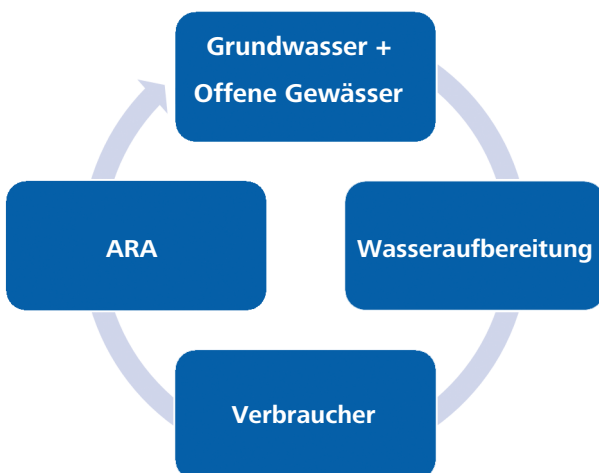 Grundwasser +
Offene Gewässer
ARA
Wasseraufbereitung
Verbraucher